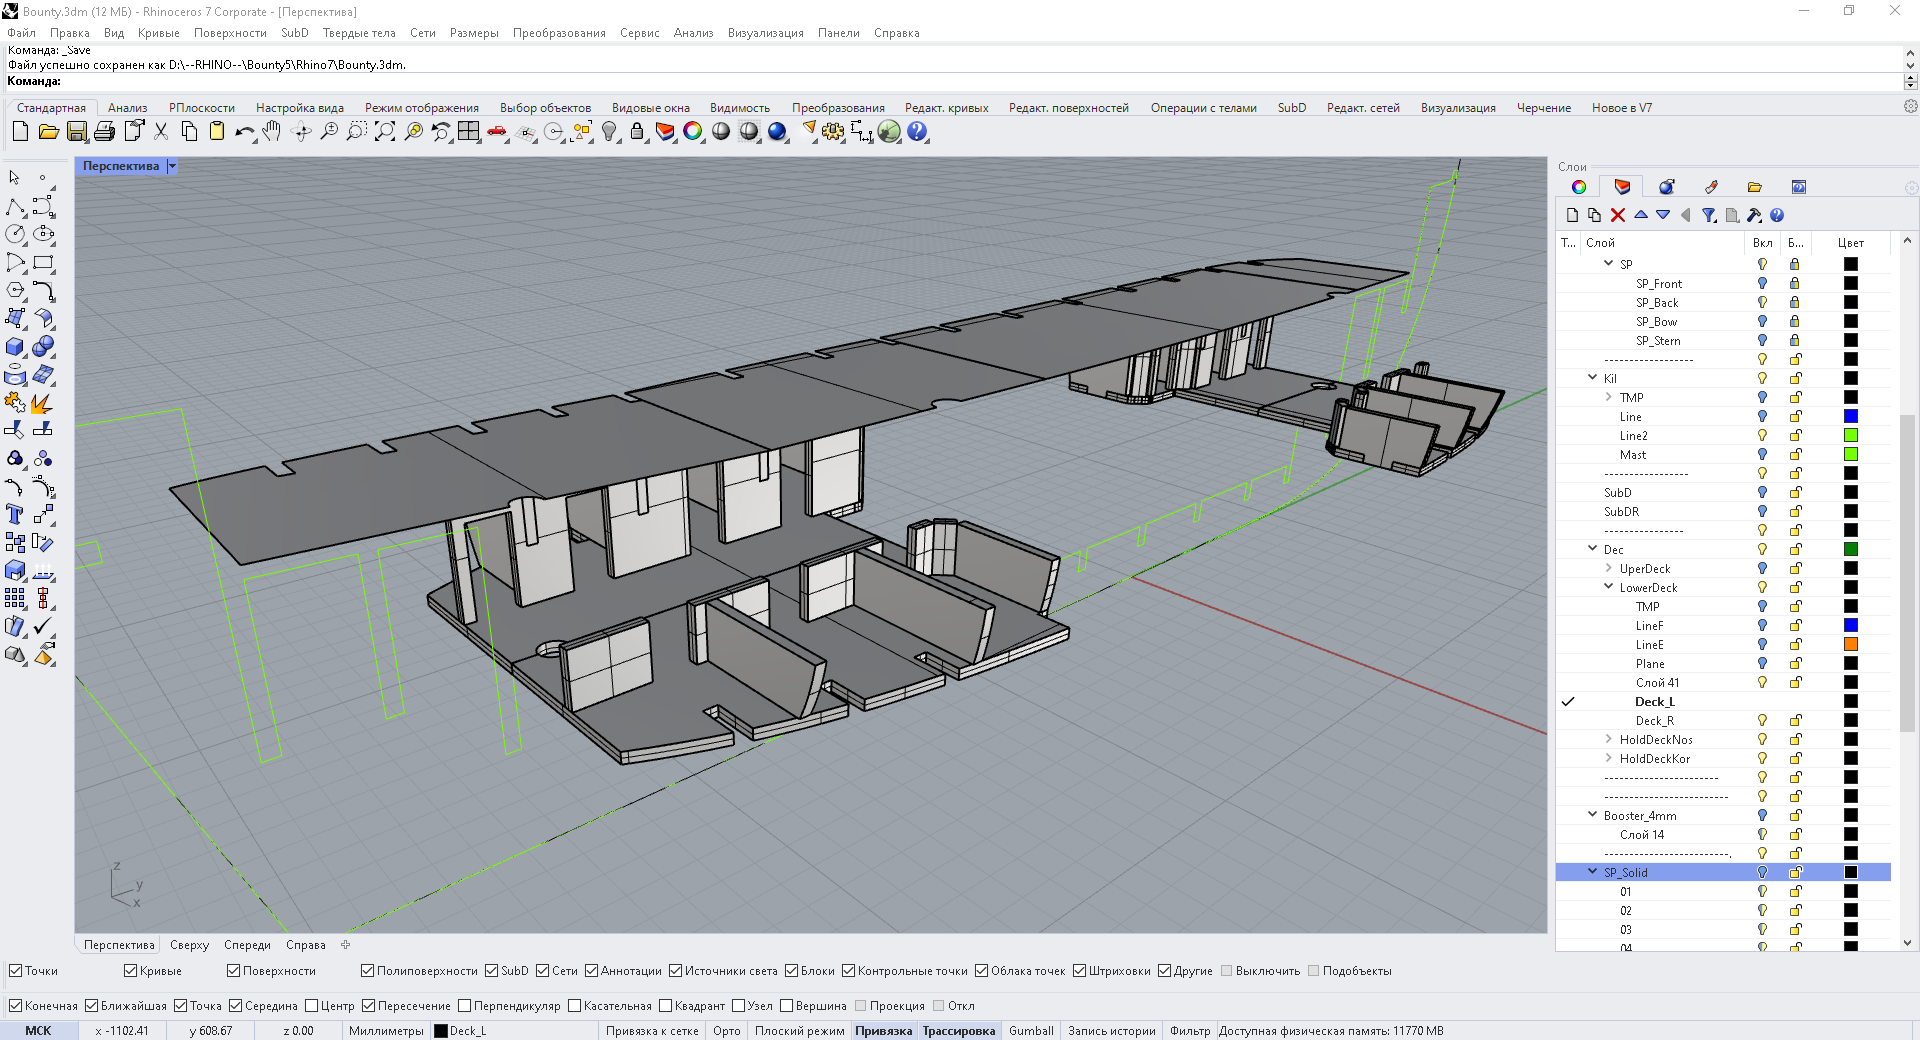 Bounty.3dm (12 МБ) - Rhinoceros 7 Corporate - [Перспектива]
Файл Правка Вид Кривые Поверхности SubD Твердые тела Сети Размеры Преобразования Сервис Анализ Визуализация Панели Справка
Команда: _Save
Файл успешно сохранен как D:\--RHINO--\Bounty5\Rhino7\Bounty.3dm.
Команда:
Стандартная Анализ РПлоскости Настройка вида Режим отображения Выбор объектов Видовые окна Видимость Преобразования Редакт. кривых Редакт. поверхностей Операции с телами SubD Редакт. сетей Визуализация Черчение Новое в V7
Перспектива
Слои
Т... Слой Вкл Б... Цвет
SP
SP_Front
SP_Back
SP_Bow
SP_Stern
------------------
Kil
TMP
Line
Line2
Mast
-----------------
SubD
SubDR
----------------
Dec
UperDeck
LowerDeck
TMP
LineF
LineE
Plane
Слой 41
Deck_L
Deck_R
HoldDeckNos
HoldDeckKor
-----------------------
-------------------------
Booster_4mm
Слой 14
-------------------------.
SP_Solid
01
02
03
04
z
y
x
Перспектива Сверху Спереди Справа
Точки Кривые Поверхности Полиповерхности SubD Сети Аннотации Источники света Блоки Контрольные точки Облака точек Штриховки Другие Выключить Подобъекты
Конечная Ближайшая Точка Середина Центр Пересечение Перпендикуляр Касательная Квадрант Узел Вершина Проекция Откл
МСК x -1102.41 y 608.67 z 0.00 Миллиметры Deck_L Привязка к сетке Орто Плоский режим Привязка Трассировка Gumball Запись истории Фильтр Доступная физическая память: 11770 МВ